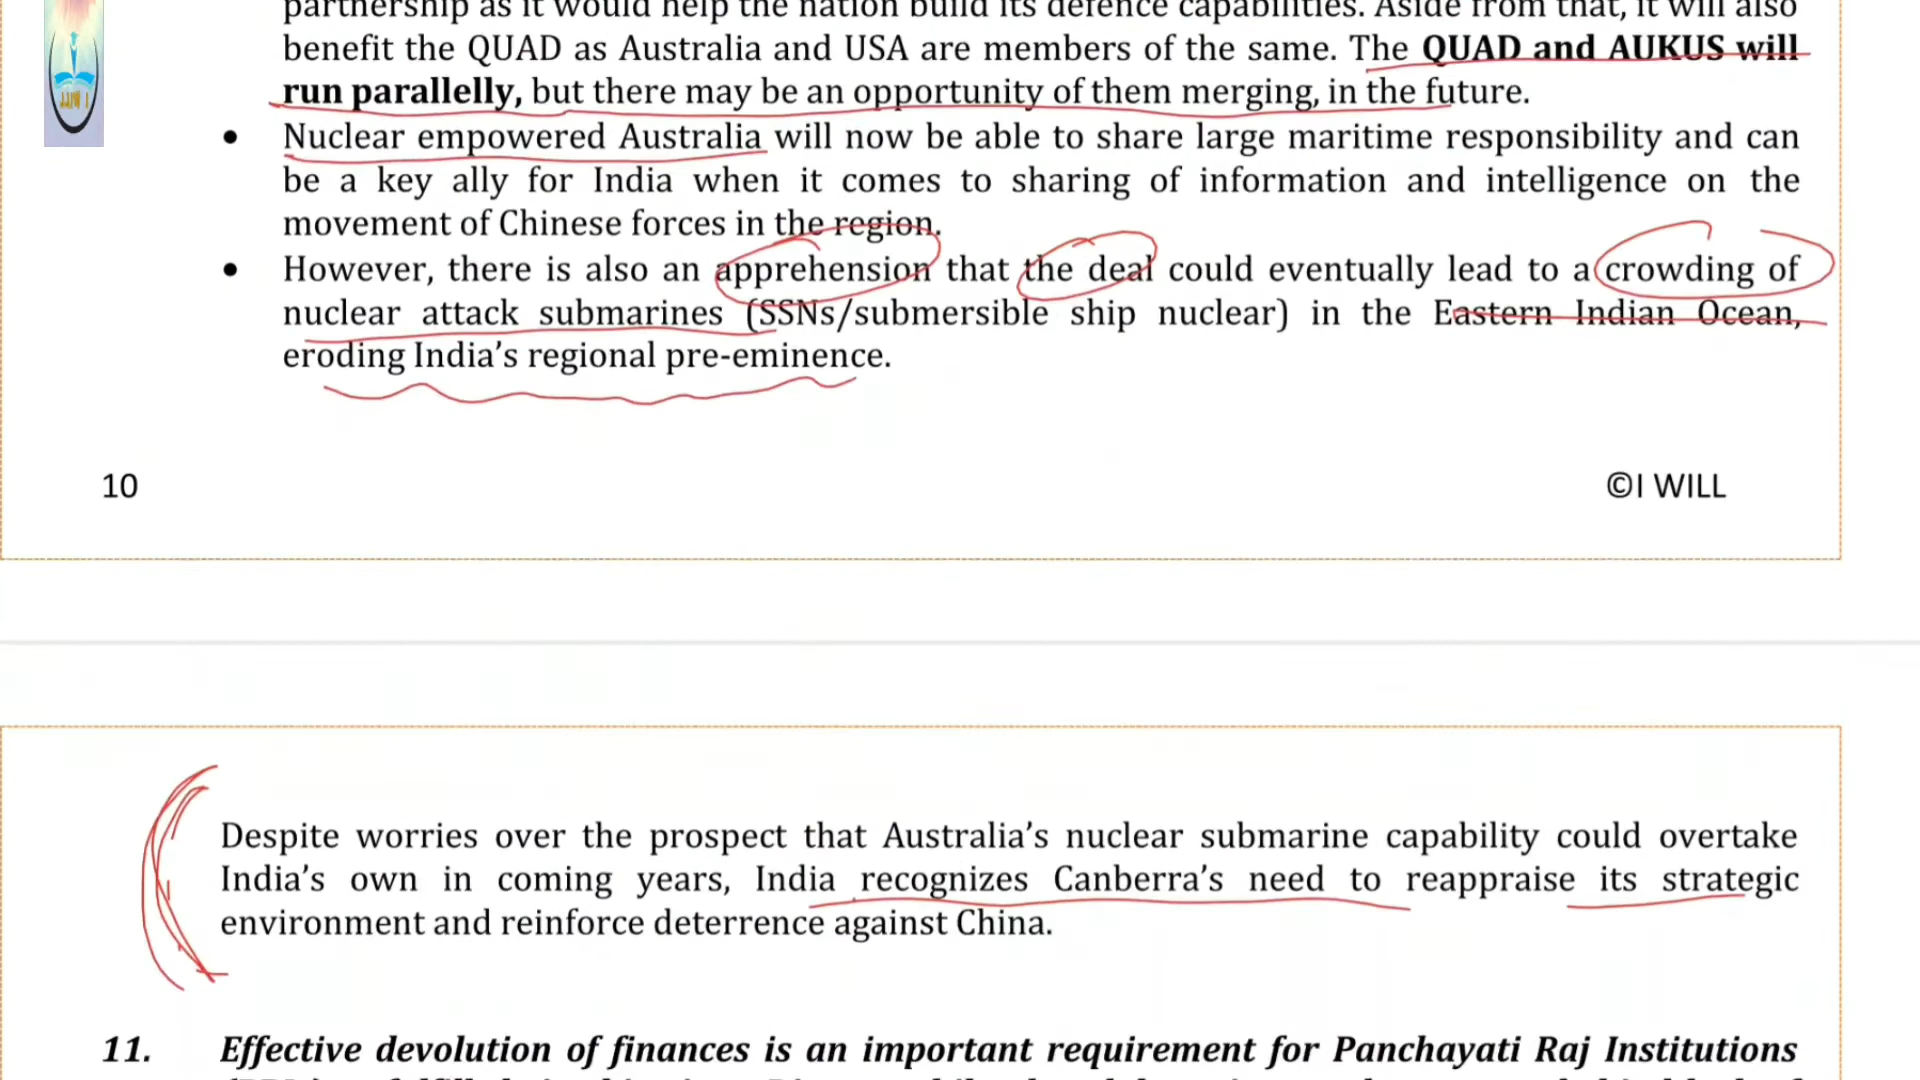 partnership as it would help the nation build its defence capabilities. Aside from that, it will also
benefit the QUAD as Australia and USA are members of the same. The QUAD and AUKUS will
run parallelly, but there may be an opportunity of them merging, in the future.
• Nuclear empowered Australia will now be able to share large maritime responsibility and can
be a key ally for India when it comes to sharing of information and intelligence on the
movement of Chinese forces in the region.
• However, there is also an apprehension that the deal could eventually lead to a crowding of
nuclear attack submarines (SSNs/submersible ship nuclear) in the Eastern Indian Ocean,
eroding India’s regional pre-eminence.
10 ©I WILL
Despite worries over the prospect that Australia’s nuclear submarine capability could overtake
India’s own in coming years, India recognizes Canberra’s need to reappraise its strategic
environment and reinforce deterrence against China.
11. Effective devolution of finances is an important requirement for Panchayati Raj Institutions